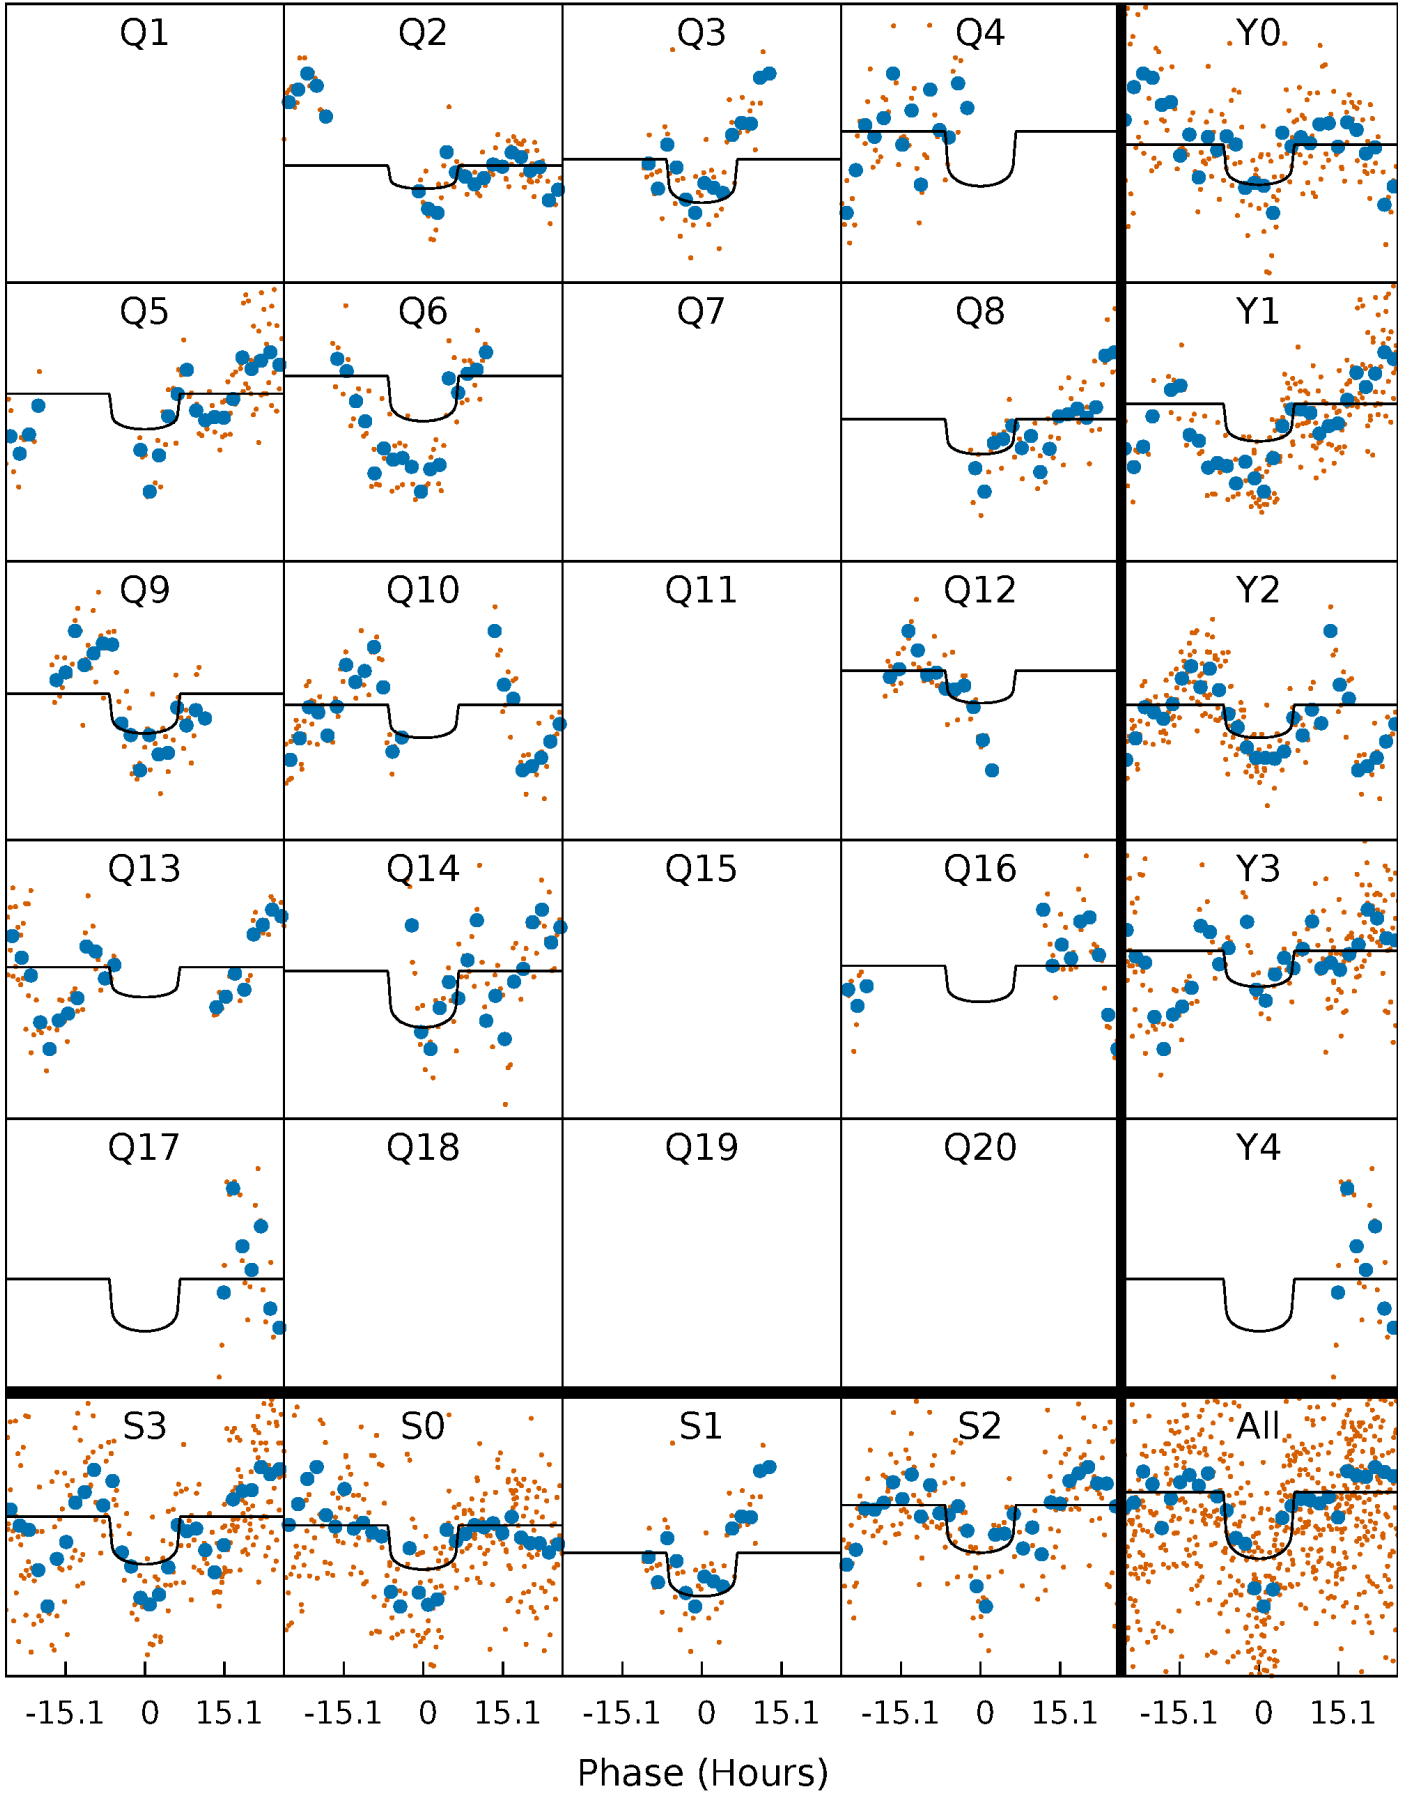 Q1 Q2 Q3 Q4 Y0
Q5 Q6 Q7 Q8 Y1
Q9 Q10 Q11 Q12 Y2
Q13 Q14 Q15 Q16 Y3
Q17 Q18 Q19 Q20 Y4
S3 S0 S1 S2 All
-15.1 0 15.1 -15.1 0 15.1 -15.1 0 15.1 -15.1 0 15.1 -15.1 0 15.1
Phase (Hours)